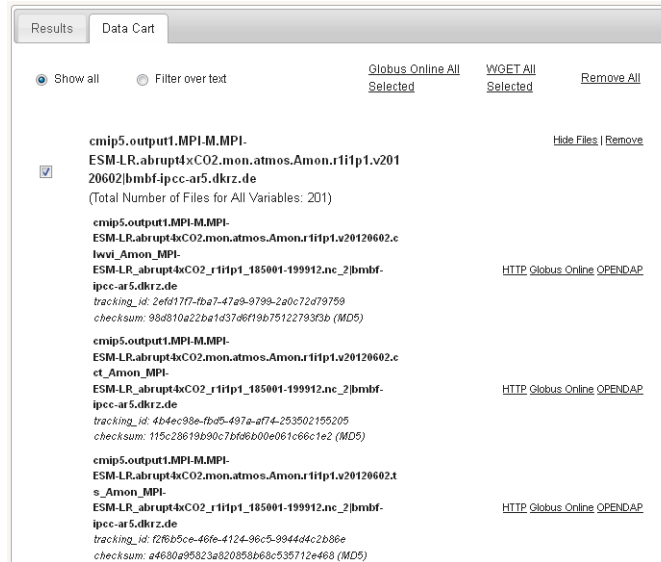 Results
Data Cart
Show all
Filter over text
Globus Online All
Selected
WGET All
Selected
Remove All
cmip5.output1.MPI-M.MPI-
ESM-LR.abrupt4xCO2.mon.atmos.Amon.r1i1p1.v201
20602|bmbf-ipcc-ar5.dkrz.de
(Total Number of Files for All Variables: 201)
Hide Files | Remove
cmip5.output1.MPI-M.MPI-
ESM-LR.abrupt4xCO2.mon.atmos.Amon.r1i1p1.v20120602.c
lwvi_Amon_MPI-
ESM-LR_abrupt4xCO2_r1i1p1_185001-199912.nc_2|bmbf-
ipcc-ar5.dkrz.de
tracking_id: 2efd17f7-fba7-47a9-9799-2a0c72d79759
checksum: 98d810a22ba1d37d6f19b75122793f3b (MD5)
HTTP Globus Online OPENDAP
cmip5.output1.MPI-M.MPI-
ESM-LR.abrupt4xCO2.mon.atmos.Amon.r1i1p1.v20120602.c
ct_Amon_MPI-
ESM-LR_abrupt4xCO2_r1i1p1_185001-199912.nc_2|bmbf-
ipcc-ar5.dkrz.de
tracking_id: 4b4ec98e-fbd5-497a-af74-253502155205
checksum: 115c28619b90c7bfd6b00e061c66c1e2 (MD5)
HTTP Globus Online OPENDAP
cmip5.output1.MPI-M.MPI-
ESM-LR.abrupt4xCO2.mon.atmos.Amon.r1i1p1.v20120602.t
s_Amon_MPI-
ESM-LR_abrupt4xCO2_r1i1p1_185001-199912.nc_2|bmbf-
ipcc-ar5.dkrz.de
tracking_id: f2f6b5ce-46fe-4124-96c5-9944d4c2b86e
checksum: a4680a95823a820858b68c535712e468 (MD5)
HTTP Globus Online OPENDAP